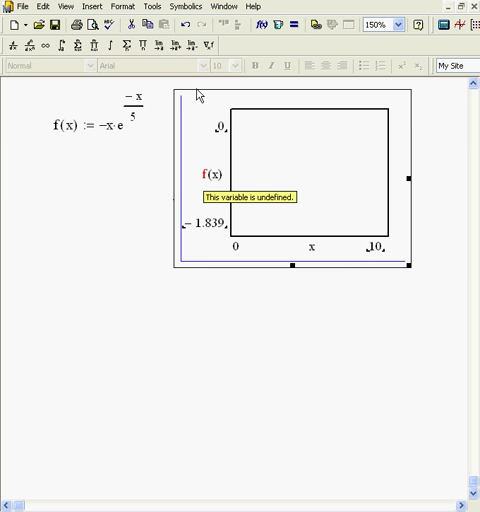 File Edit View Insert Format Tools Symbolics Window Help
150%
Normal Arial 10 B I U My Site
f(x) := −x·e^(−x/5)
0
f(x)
This variable is undefined.
−1.839
0 x 10